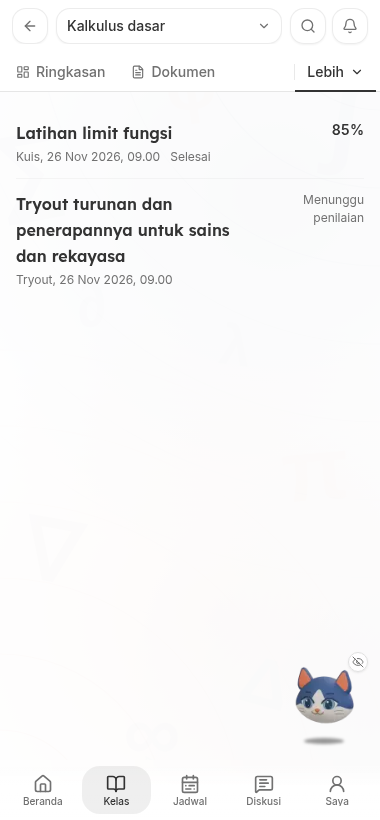 Kalkulus dasar
Ringkasan
Dokumen
Lebih
Latihan limit fungsi
85%
Kuis, 26 Nov 2026, 09.00 Selesai
Tryout turunan dan
penerapannya untuk sains
dan rekayasa
Menunggu
penilaian
Tryout, 26 Nov 2026, 09.00
Beranda
Kelas
Jadwal
Diskusi
Saya